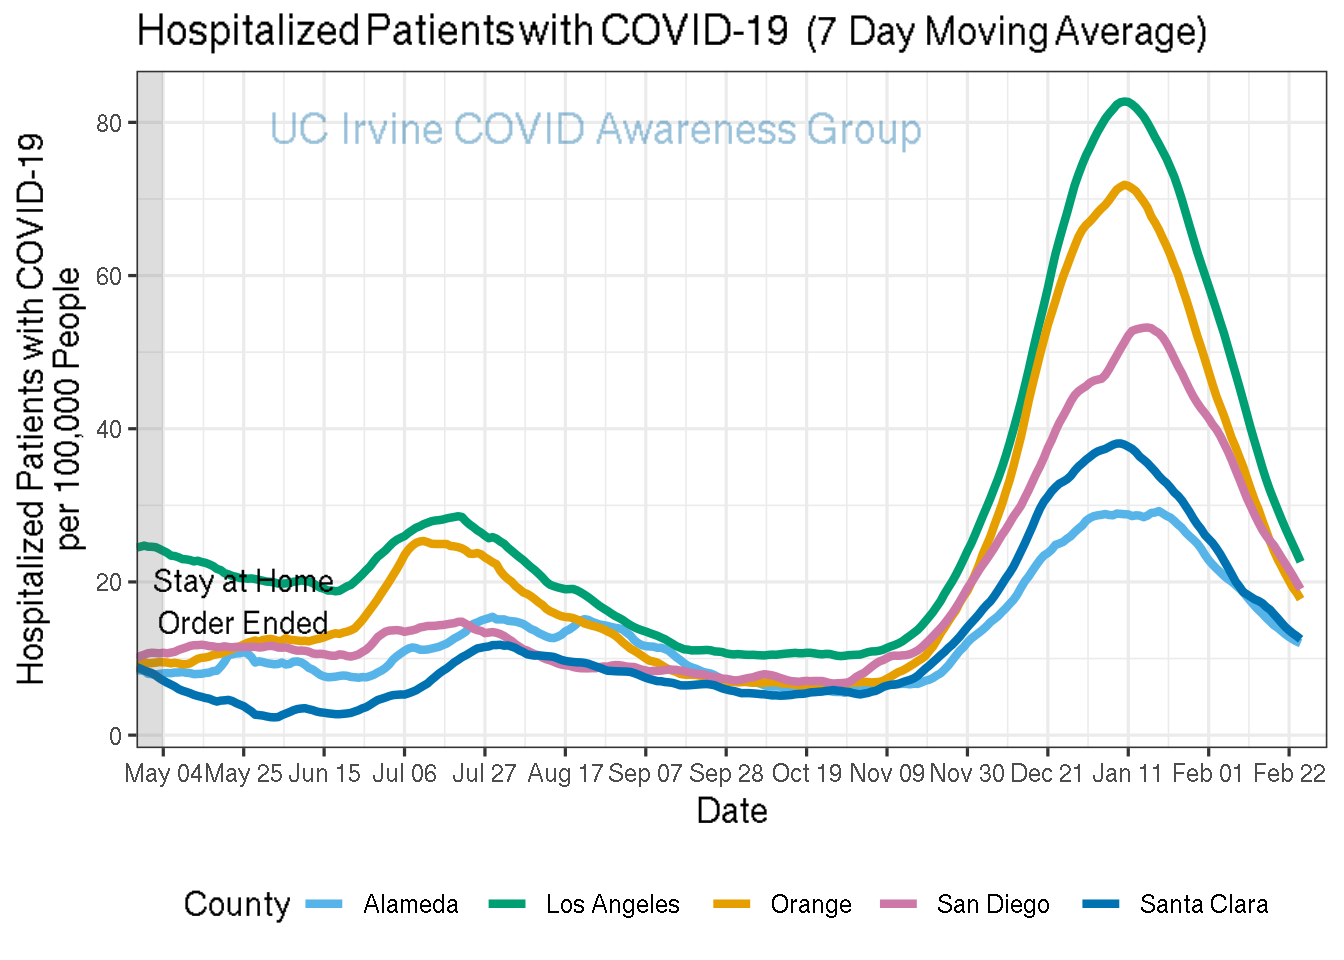 Hospitalized Patients with COVID-19 (7 Day Moving Average)
UC Irvine COVID Awareness Group
Hospitalized Patients with COVID-19
per 100,000 People
80
60
40
20
0
Stay at Home
Order Ended
May 04 May 25 Jun 15 Jul 06 Jul 27 Aug 17 Sep 07 Sep 28 Oct 19 Nov 09 Nov 30 Dec 21 Jan 11 Feb 01 Feb 22
Date
County Alameda Los Angeles Orange San Diego Santa Clara